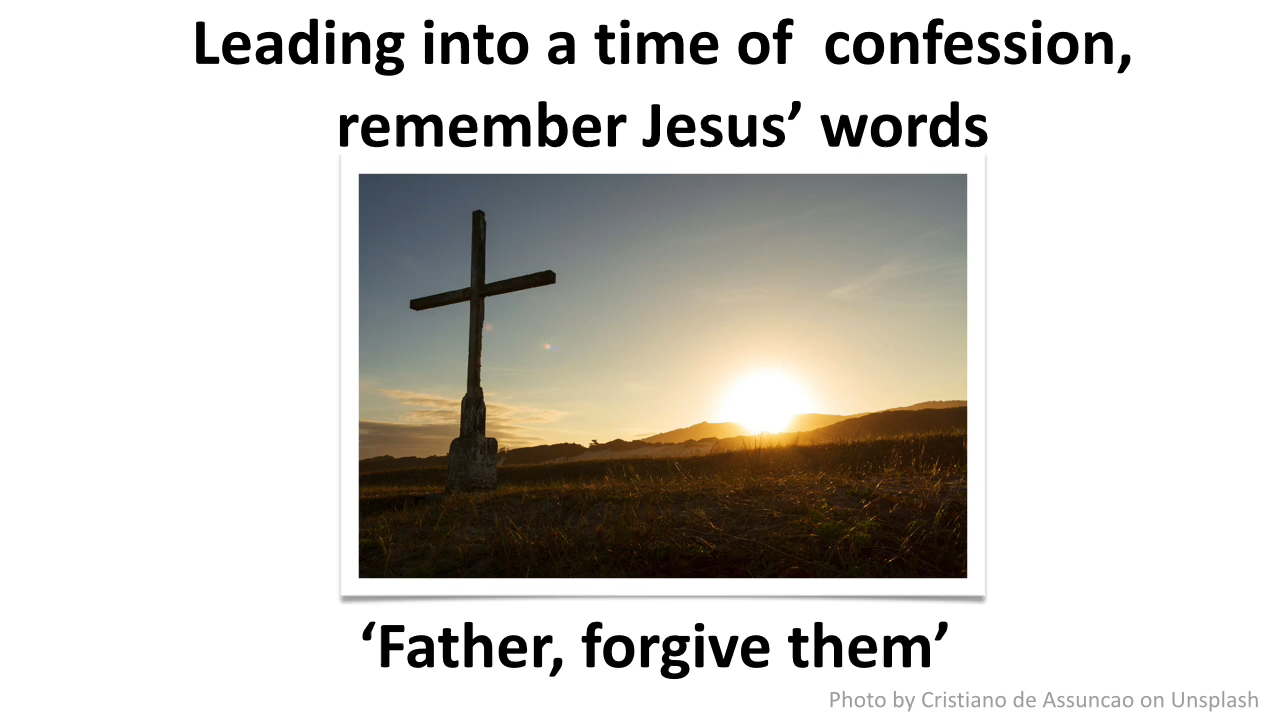 Leading into a time of  confession,
remember Jesus’ words
‘Father, forgive them’
Photo by Cristiano de Assuncao on Unsplash